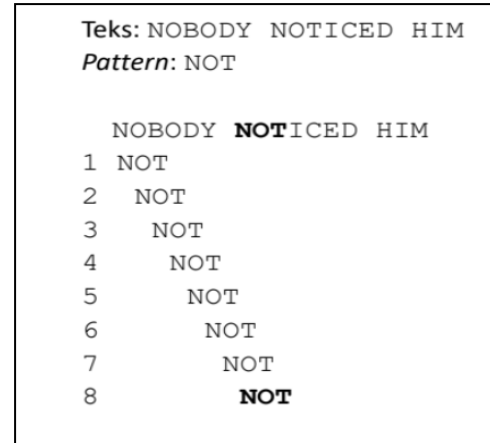 Teks: NOBODY NOTICED HIM
Pattern: NOT
NOBODY NOTICED HIM
1 NOT
2 NOT
3 NOT
4 NOT
5 NOT
6 NOT
7 NOT
8 NOT